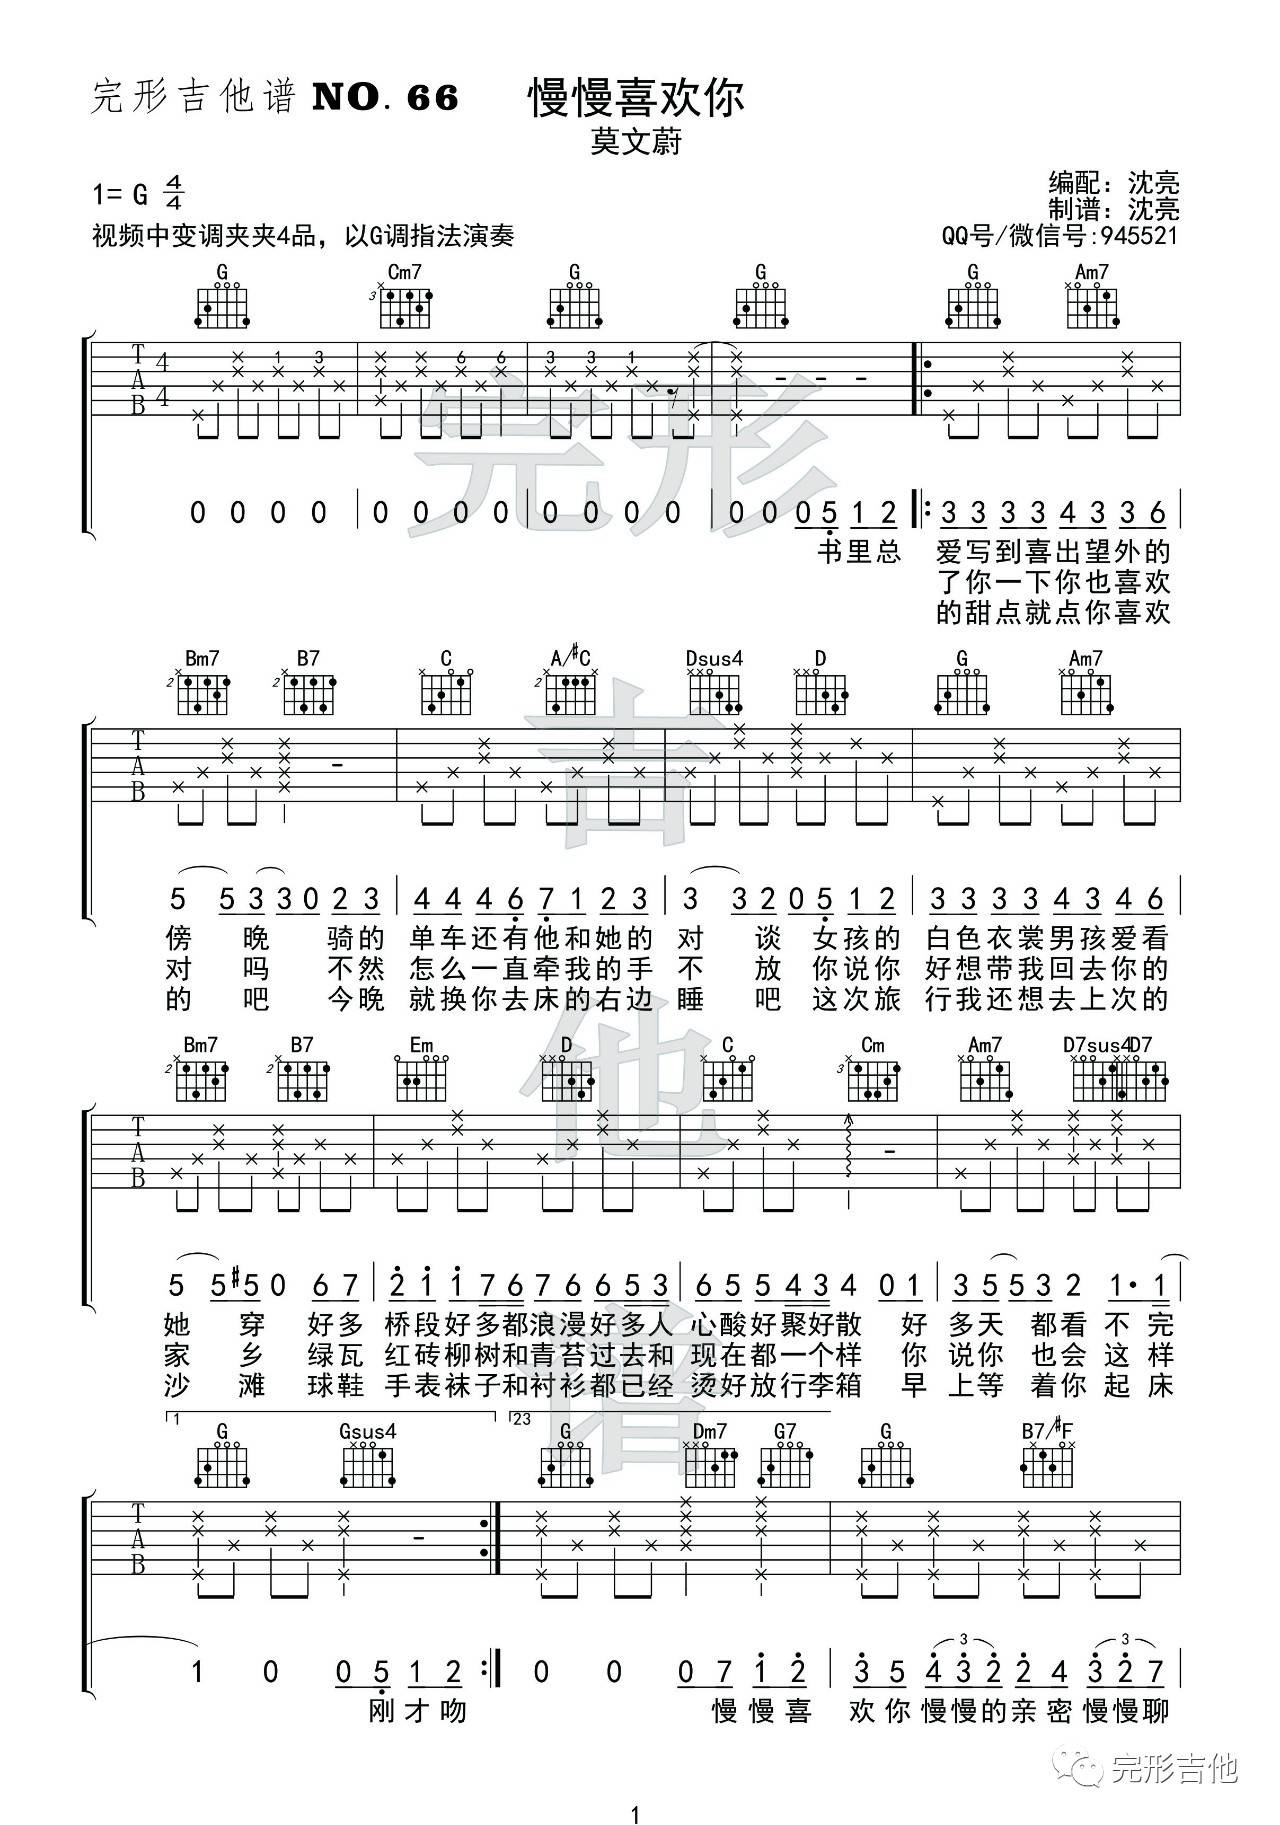 完形吉他谱 NO. 66 慢慢喜欢你
莫文蔚
1= G 4/4
编配：沈亮
制谱：沈亮
视频中变调夹夹4品，以G调指法演奏
QQ号/微信号:945521
G Cm7 G G G Am7
3
T A B 4 4 1 3 6 6 3 3 1
0 0 0 0 0 0 0 0 0 0 0 0 0 0 0 5 1 2 3 3 3 3 4 3 3 6
书里总 爱写到喜出望外的
了你一下你也喜欢
的甜点就点你喜欢
Bm7 B7 C A/#C Dsus4 D G Am7
2 2 2
T A B
5 5 3 3 0 2 3 4 4 4 6 7 1 2 3 3 3 2 0 5 1 2 3 3 3 3 4 3 4 6
傍 晚 骑的 单车还有他和她的 对 谈 女孩的 白色衣裳男孩爱看
对 吗 不然 怎么一直牵我的手 不 放 你说你 好想带我回去你的
的 吧 今晚 就换你去床的右边 睡 吧 这次旅 行我还想去上次的
Bm7 B7 Em D C Cm Am7 D7sus4 D7
2 2 3
T A B
5 5 #5 0 6 7 2 1 1 7 6 7 6 6 5 3 6 5 5 4 3 4 0 1 3 5 5 3 2 1· 1
她 穿 好多 桥段好多都浪漫好多人 心酸好聚好散 好 多天 都看 不 完
家 乡 绿瓦 红砖柳树和青苔过去和 现在都一个样 你 说你 也会 这 样
沙 滩 球鞋 手表袜子和衬衫都已经 烫好放行李箱 早 上等 着你 起 床
1 23
G Gsus4 G Dm7 G7 G B7/#F
T A B
1 0 0 5 1 2 0 0 0 7 1 2 3 5 4 3 2 2 4 3 2 7
3 3
刚才吻 慢慢喜 欢你慢慢的亲密慢慢聊
完形吉他谱
完形吉他
1